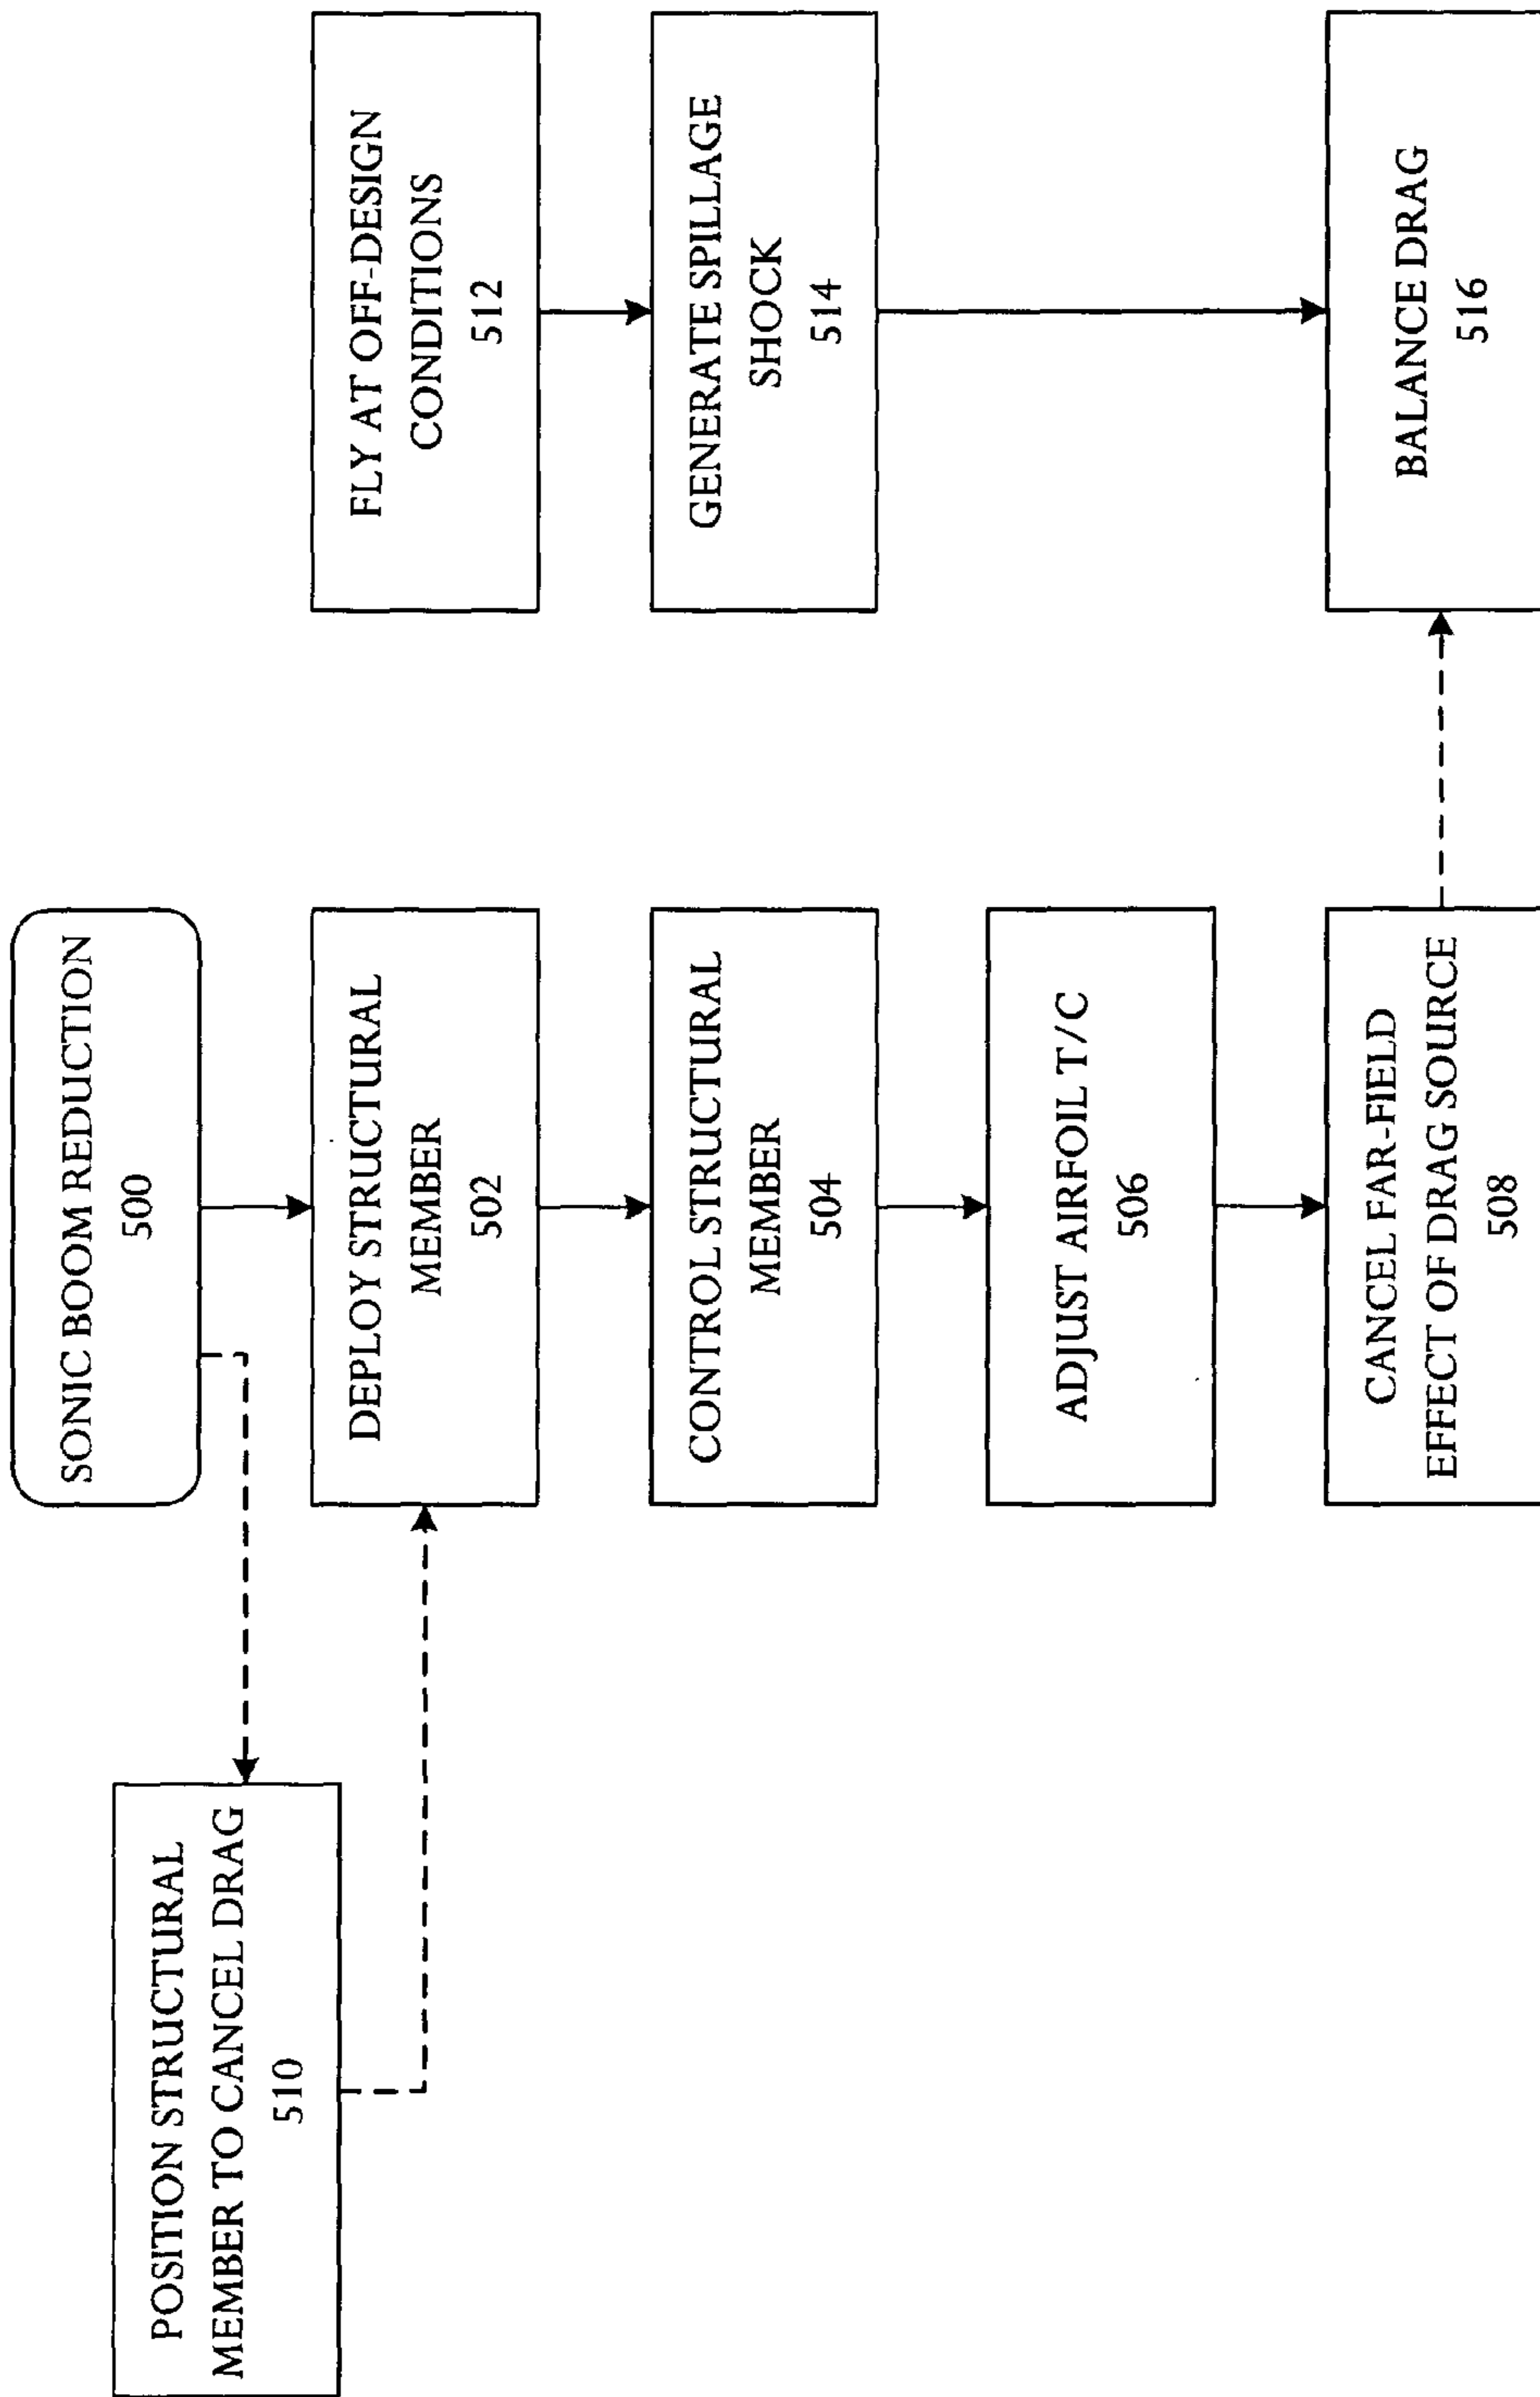 SONIC BOOM REDUCTION
500
POSITION STRUCTURAL
MEMBER TO CANCEL DRAG
510
DEPLOY STRUCTURAL
MEMBER
502
CONTROL STRUCTURAL
MEMBER
504
ADJUST AIRFOIL T/C
506
CANCEL FAR-FIELD
EFFECT OF DRAG SOURCE
508
FLY AT OFF-DESIGN
CONDITIONS
512
GENERATE SPILLAGE
SHOCK
514
BALANCE DRAG
516